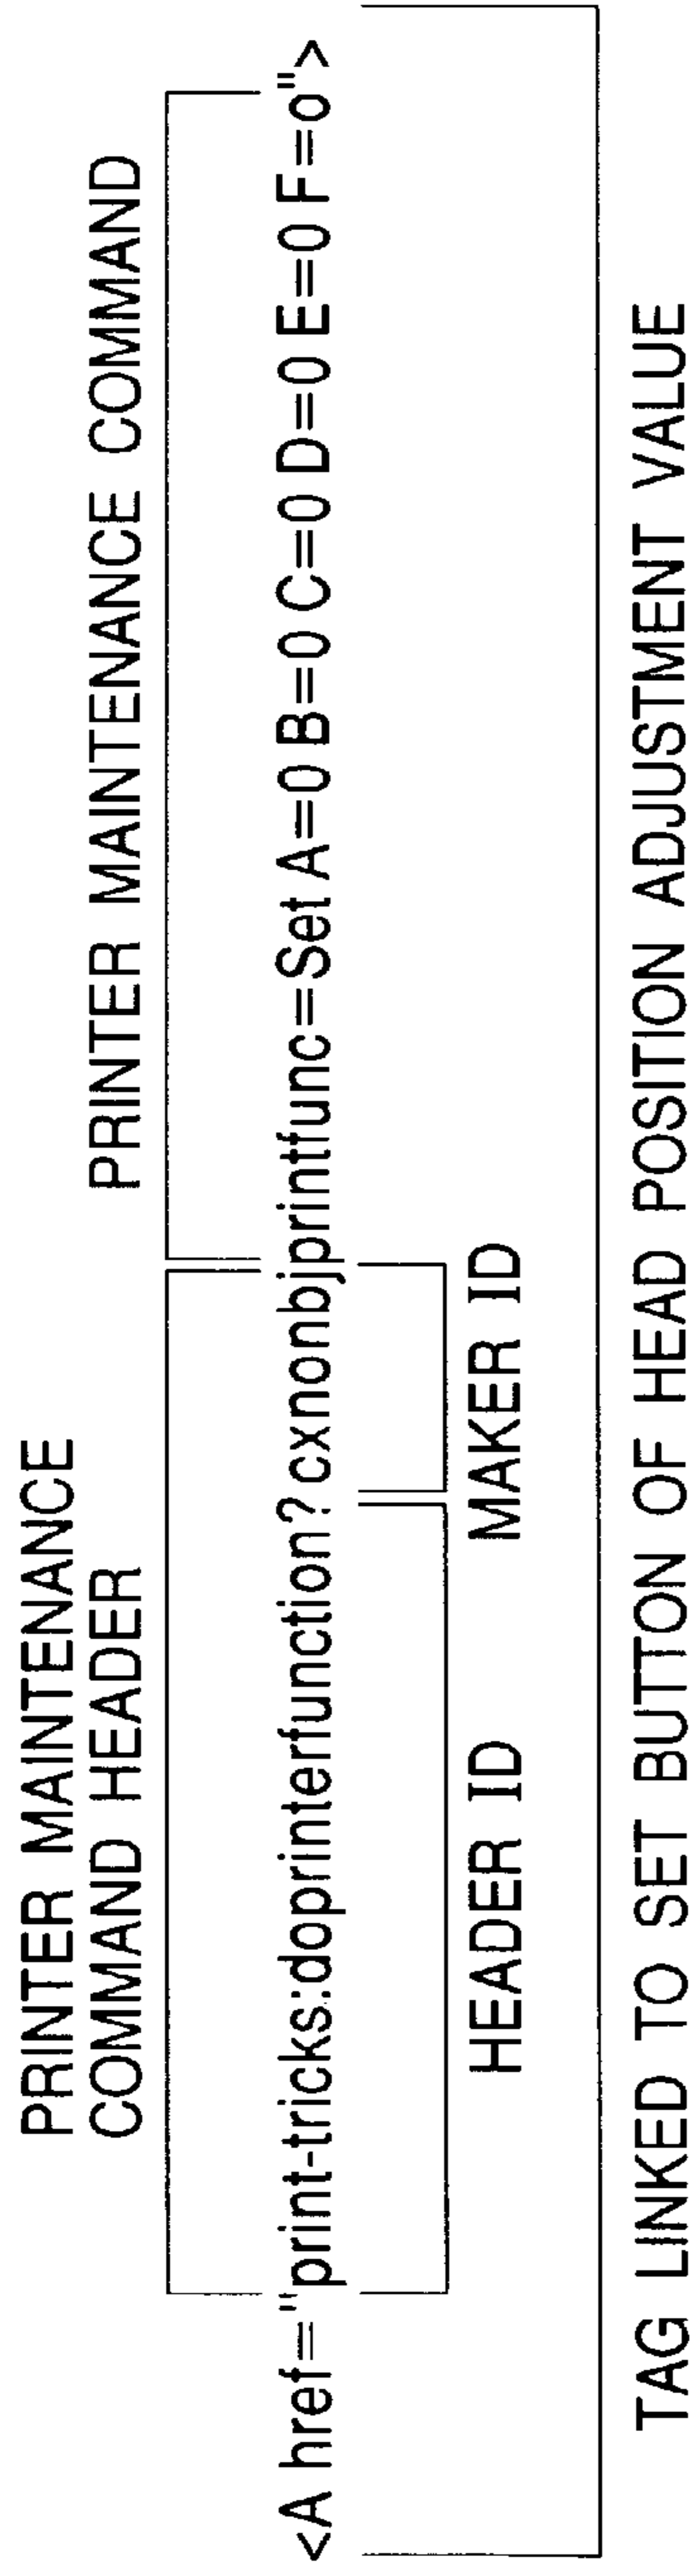 PRINTER MAINTENANCE
COMMAND HEADER
PRINTER MAINTENANCE COMMAND
<A href="print-tricks:doprinterfunction? cxnonbjprintfunc=Set A=0 B=0 C=0 D=0 E=0 F=o">
HEADER ID
MAKER ID
TAG LINKED TO SET BUTTON OF HEAD POSITION ADJUSTMENT VALUE